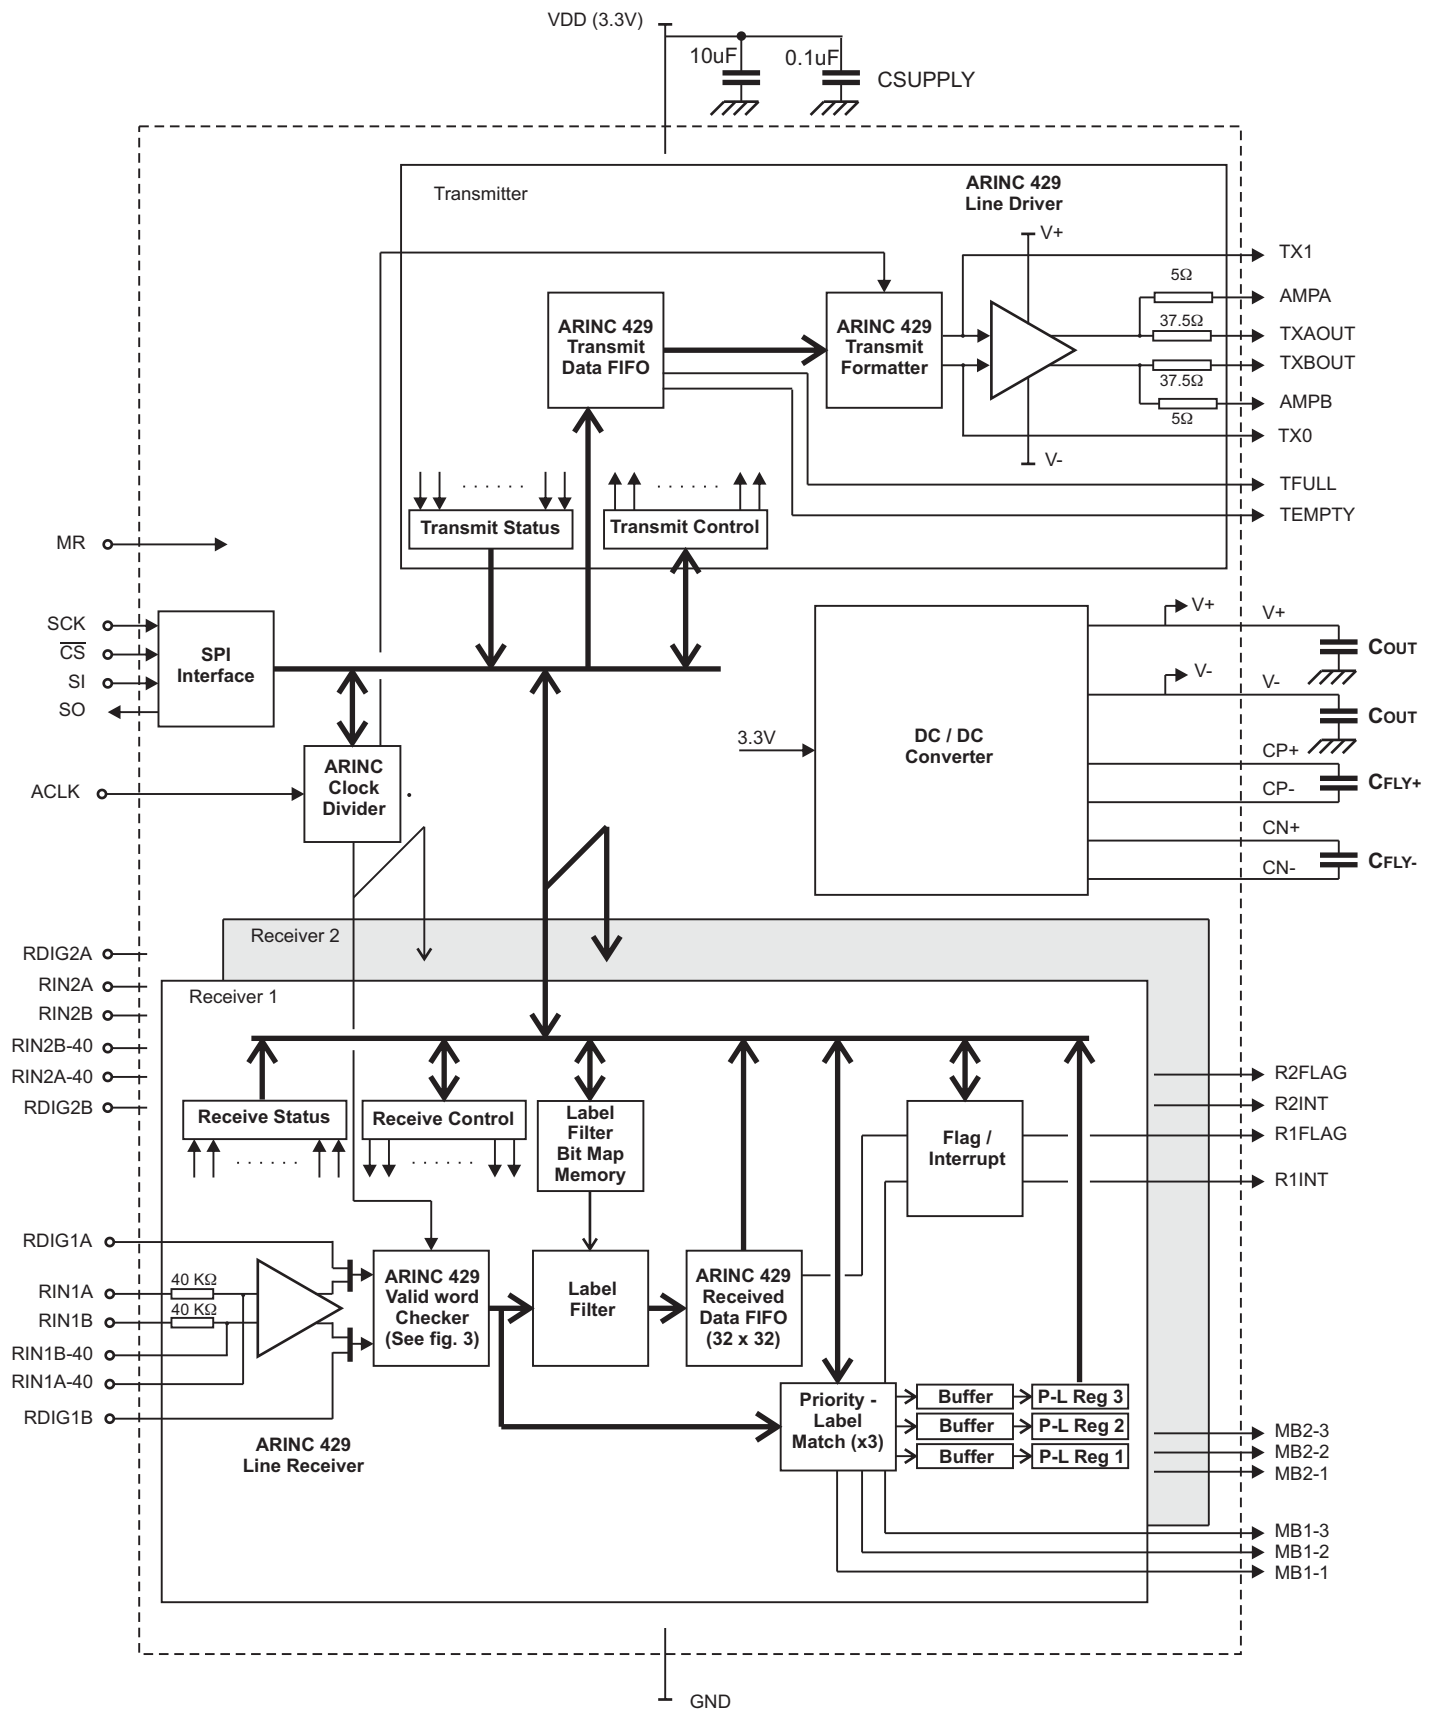 VDD (3.3V)
10uF
0.1uF
CSUPPLY
Transmitter
ARINC 429
Line Driver
V+
TX1
5Ω
AMPA
ARINC 429
Transmit
Data FIFO
ARINC 429
Transmit
Formatter
37.5Ω
TXAOUT
TXBOUT
37.5Ω
AMPB
5Ω
TX0
V-
TFULL
TEMPTY
. . . . . .
. . . . . .
Transmit Status
Transmit Control
MR
SCK
CS
SI
SO
SPI
Interface
V+
V+
COUT
V-
V-
COUT
3.3V
DC / DC
Converter
CP+
CP-
CFLY+
CN+
CN-
CFLY-
ACLK
ARINC
Clock
Divider
.
Receiver 2
Receiver 1
RDIG2A
RIN2A
RIN2B
RIN2B-40
RIN2A-40
RDIG2B
R2FLAG
R2INT
R1FLAG
R1INT
Receive Status
. . . . . .
Receive Control
. . . . . .
Label
Filter
Bit Map
Memory
Flag /
Interrupt
RDIG1A
RIN1A
40 KΩ
RIN1B
40 KΩ
RIN1B-40
RIN1A-40
RDIG1B
ARINC 429
Line Receiver
ARINC 429
Valid word
Checker
(See fig. 3)
Label
Filter
ARINC 429
Received
Data FIFO
(32 x 32)
Priority -
Label
Match (x3)
Buffer
P-L Reg 3
Buffer
P-L Reg 2
Buffer
P-L Reg 1
MB2-3
MB2-2
MB2-1
MB1-3
MB1-2
MB1-1
GND